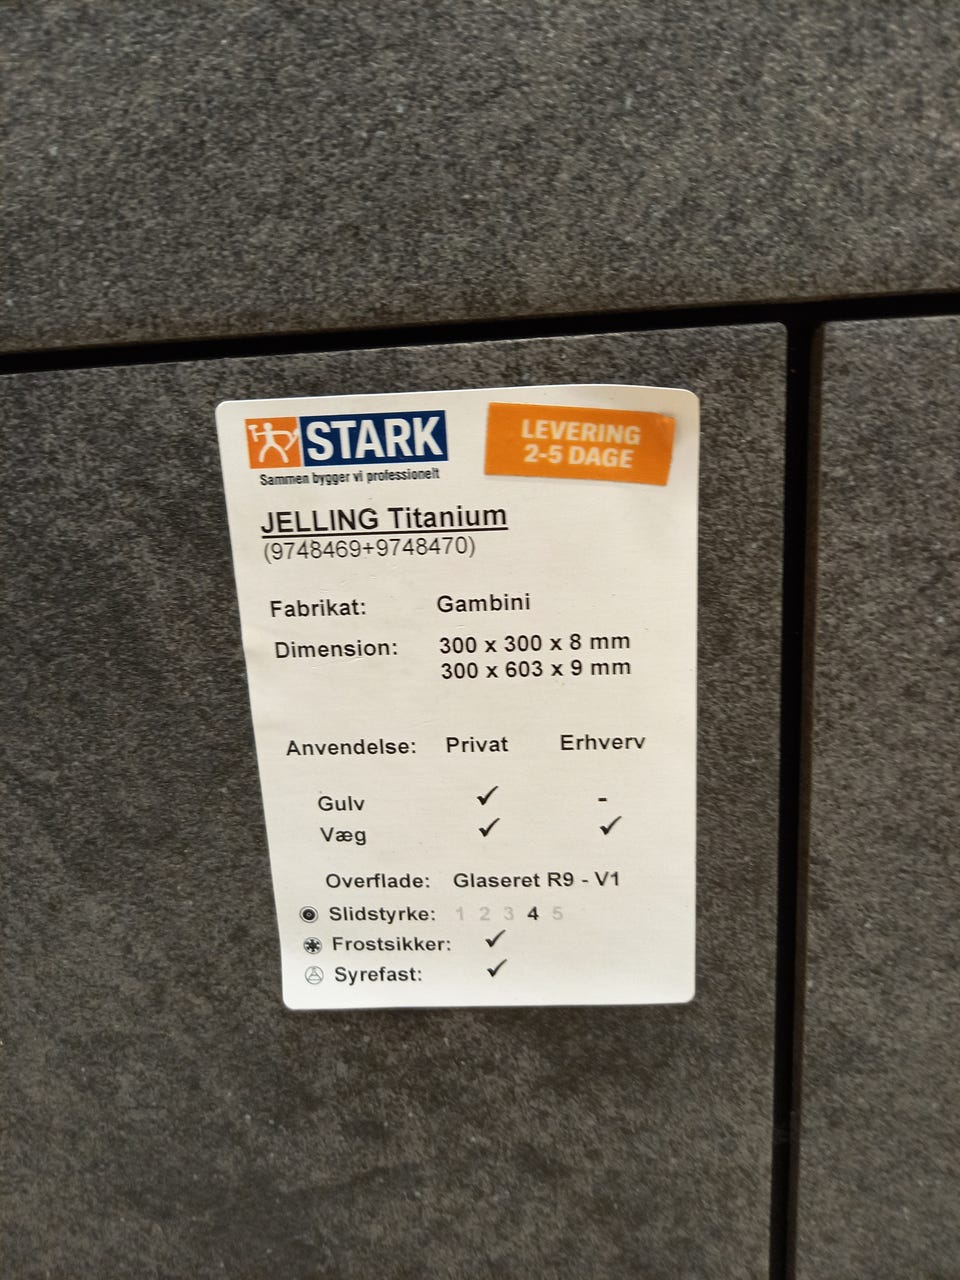 STARK
Sammen bygger vi professionelt
LEVERING
2-5 DAGE
JELLING Titanium
(9748469+9748470)
Fabrikat: Gambini
Dimension: 300 x 300 x 8 mm
300 x 603 x 9 mm
Anvendelse: Privat Erhverv
Gulv ✓ -
Væg ✓ ✓
Overflade: Glaseret R9 - V1
Slidstyrke: 1 2 3 4 5
Frostsikker: ✓
Syrefast: ✓